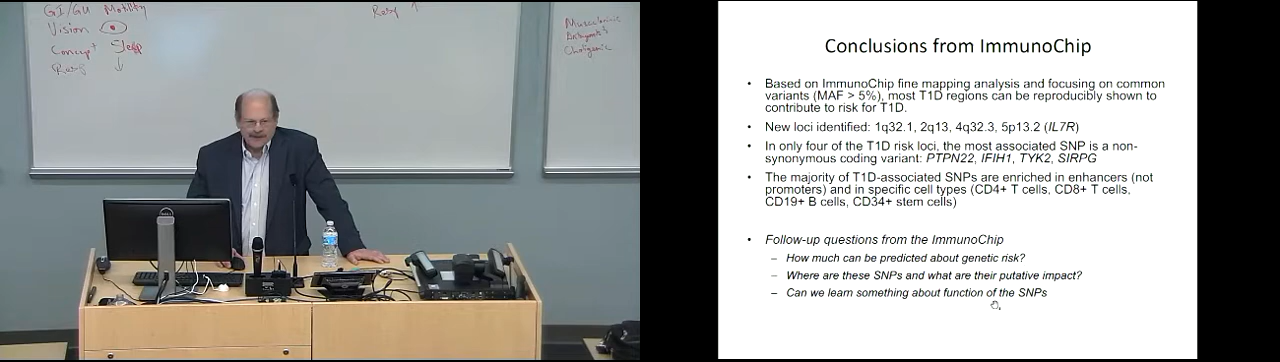 GI/GU Motility
Vision
Sleep
Resp ↓
Resp ↑
Muscarinic
Conclusions from ImmunoChip
• Based on ImmunoChip fine mapping analysis and focusing on common
variants (MAF > 5%), most T1D regions can be reproducibly shown to
contribute to risk for T1D.
• New loci identified: 1q32.1, 2q13, 4q32.3, 5p13.2 (IL7R)
• In only four of the T1D risk loci, the most associated SNP is a non-
synonymous coding variant: PTPN22, IFIH1, TYK2, SIRPG
• The majority of T1D-associated SNPs are enriched in enhancers (not
promoters) and in specific cell types (CD4+ T cells, CD8+ T cells,
CD19+ B cells, CD34+ stem cells)
• Follow-up questions from the ImmunoChip
– How much can be predicted about genetic risk?
– Where are these SNPs and what are their putative impact?
– Can we learn something about function of the SNPs